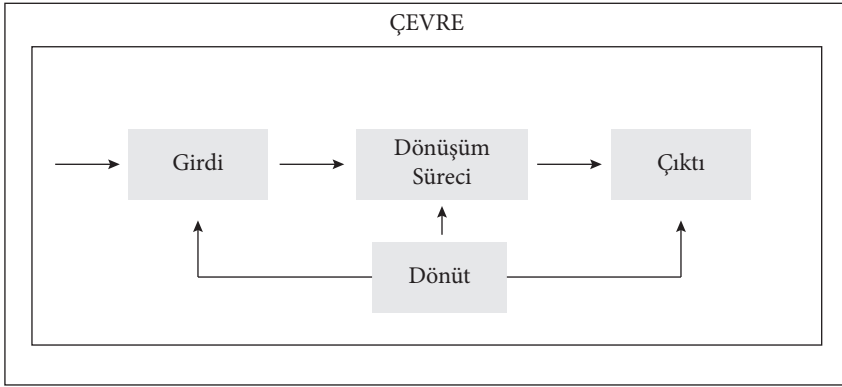 ÇEVRE
Girdi
Dönüşüm
Süreci
Çıktı
Dönüt